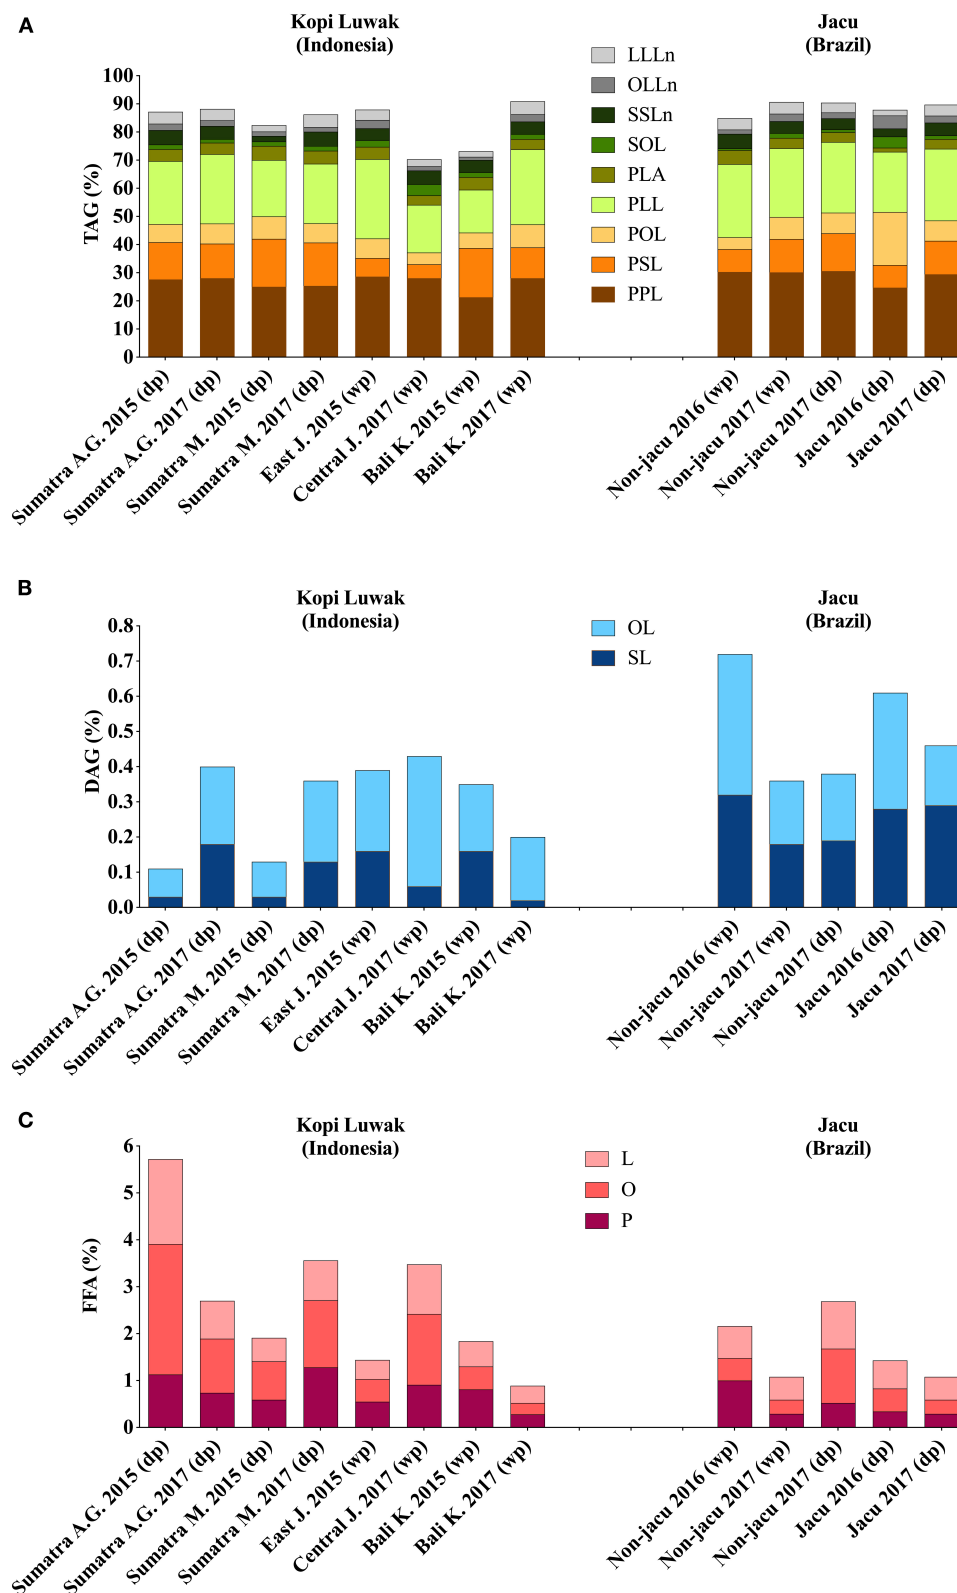 A
Kopi Luwak
(Indonesia)
Jacu
(Brazil)
LLLn
OLLn
SSLn
SOL
PLA
PLL
POL
PSL
PPL
TAG (%)
100
90
80
70
60
50
40
30
20
10
0
Sumatra A.G. 2015 (dp)
Sumatra A.G. 2017 (dp)
Sumatra M. 2015 (dp)
Sumatra M. 2017 (dp)
East J. 2015 (wp)
Central J. 2017 (wp)
Bali K. 2015 (wp)
Bali K. 2017 (wp)
Non-jacu 2016 (wp)
Non-jacu 2017 (wp)
Non-jacu 2017 (dp)
Jacu 2016 (dp)
Jacu 2017 (dp)
B
Kopi Luwak
(Indonesia)
Jacu
(Brazil)
OL
SL
DAG (%)
0.8
0.7
0.6
0.5
0.4
0.3
0.2
0.1
0.0
Sumatra A.G. 2015 (dp)
Sumatra A.G. 2017 (dp)
Sumatra M. 2015 (dp)
Sumatra M. 2017 (dp)
East J. 2015 (wp)
Central J. 2017 (wp)
Bali K. 2015 (wp)
Bali K. 2017 (wp)
Non-jacu 2016 (wp)
Non-jacu 2017 (wp)
Non-jacu 2017 (dp)
Jacu 2016 (dp)
Jacu 2017 (dp)
C
Kopi Luwak
(Indonesia)
Jacu
(Brazil)
L
O
P
FFA (%)
6
5
4
3
2
1
0
Sumatra A.G. 2015 (dp)
Sumatra A.G. 2017 (dp)
Sumatra M. 2015 (dp)
Sumatra M. 2017 (dp)
East J. 2015 (wp)
Central J. 2017 (wp)
Bali K. 2015 (wp)
Bali K. 2017 (wp)
Non-jacu 2016 (wp)
Non-jacu 2017 (wp)
Non-jacu 2017 (dp)
Jacu 2016 (dp)
Jacu 2017 (dp)